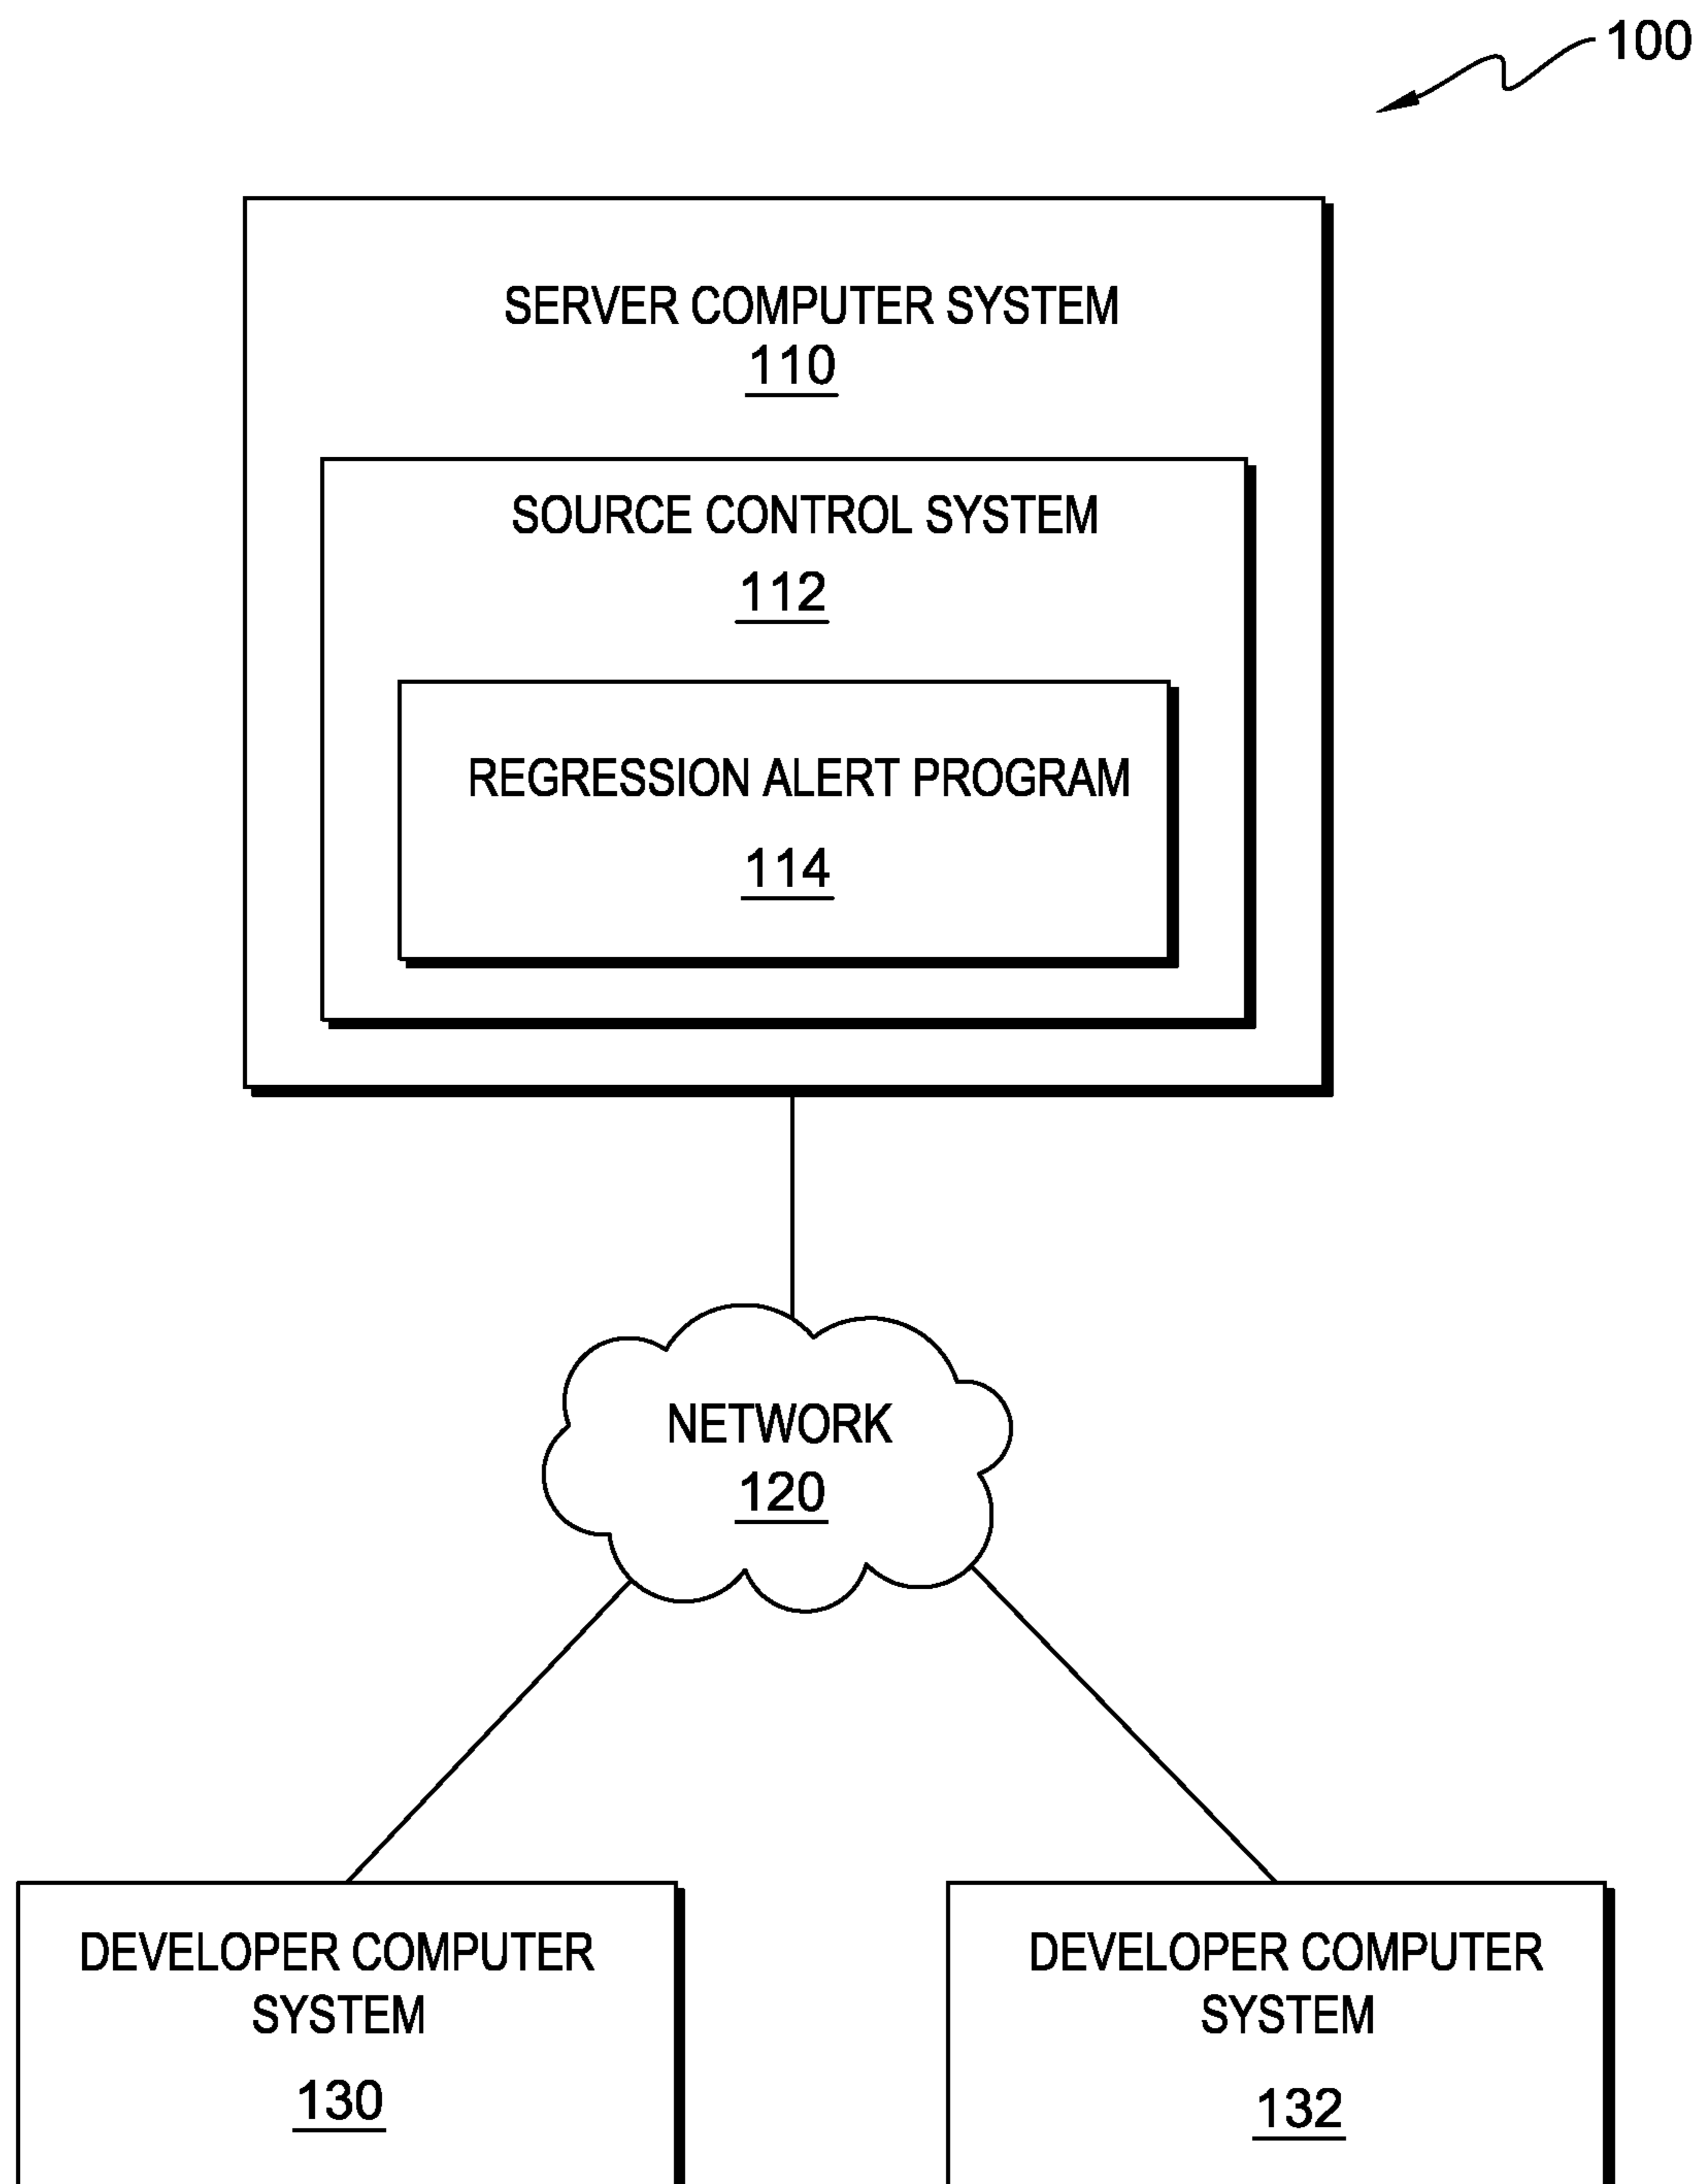 100
SERVER COMPUTER SYSTEM
110
SOURCE CONTROL SYSTEM
112
REGRESSION ALERT PROGRAM
114
NETWORK
120
DEVELOPER COMPUTER
SYSTEM
130
DEVELOPER COMPUTER
SYSTEM
132